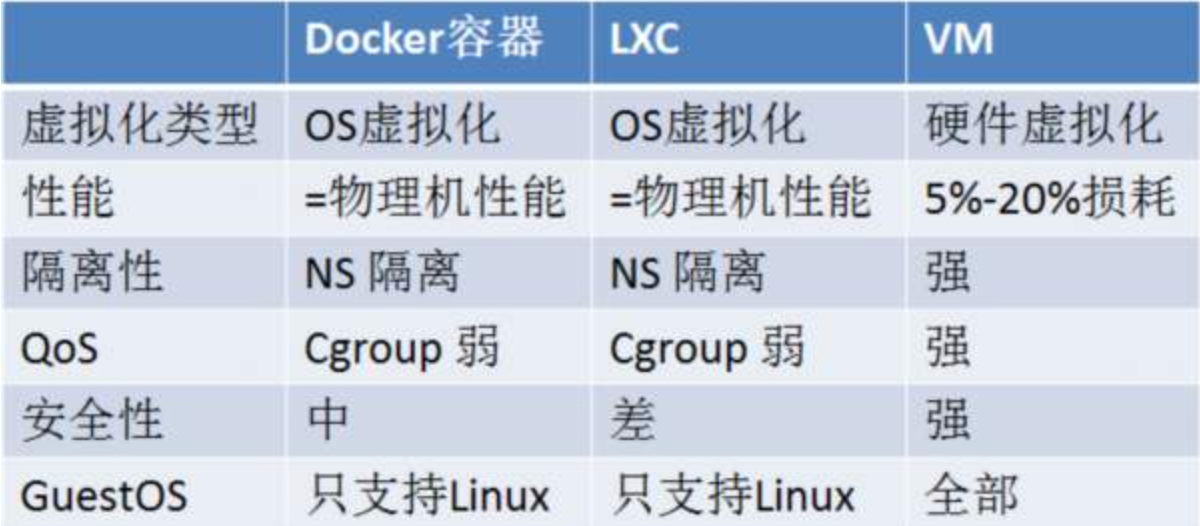 Docker容器 LXC VM
虚拟化类型 OS虚拟化 OS虚拟化 硬件虚拟化
性能 =物理机性能 =物理机性能 5%-20%损耗
隔离性 NS 隔离 NS 隔离 强
QoS Cgroup 弱 Cgroup 弱 强
安全性 中 差 强
GuestOS 只支持Linux 只支持Linux 全部